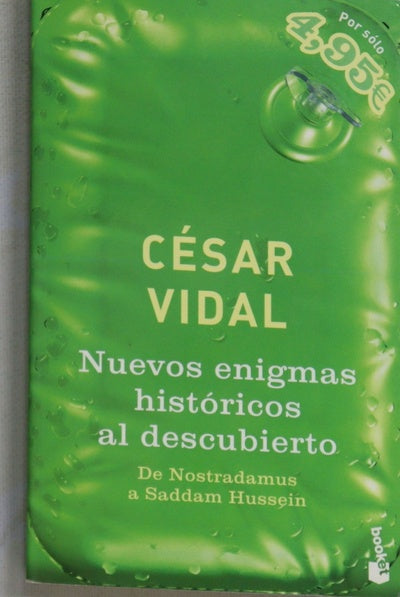 Por sólo
4,95€
CÉSAR
VIDAL
Nuevos enigmas
históricos
al descubierto
De Nostradamus
a Saddam Hussein
booket